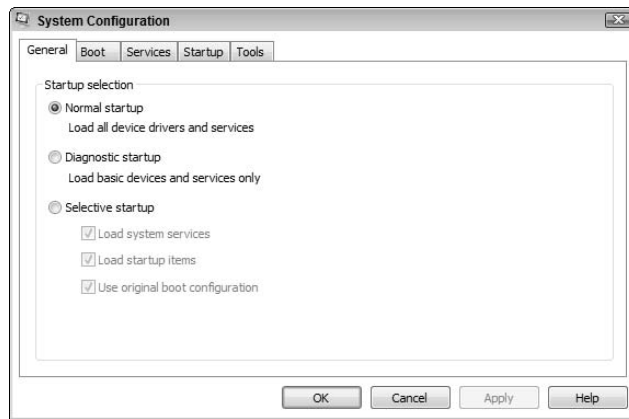 System Configuration
General Boot Services Startup Tools
Startup selection
Normal startup
Load all device drivers and services
Diagnostic startup
Load basic devices and services only
Selective startup
Load system services
Load startup items
Use original boot configuration
OK Cancel Apply Help